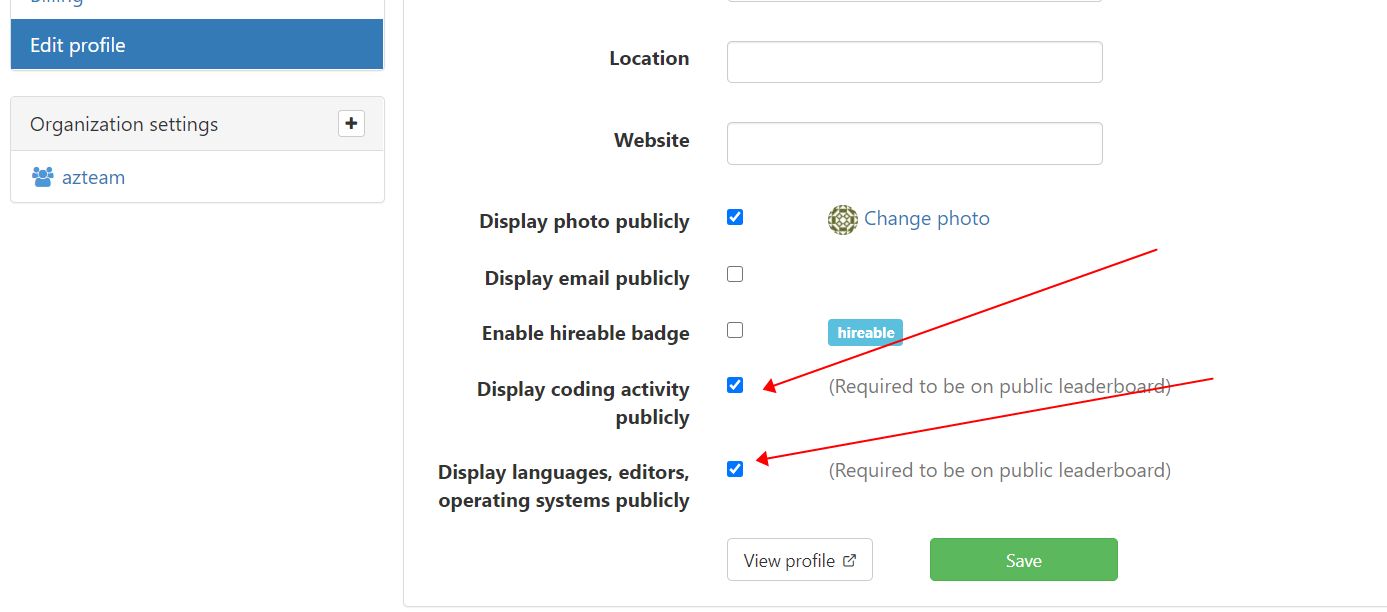 Billing
Edit profile
Organization settings
azteam
Location
Website
Display photo publicly
Change photo
Display email publicly
Enable hireable badge
hireable
Display coding activity
publicly
(Required to be on public leaderboard)
Display languages, editors,
operating systems publicly
(Required to be on public leaderboard)
View profile
Save